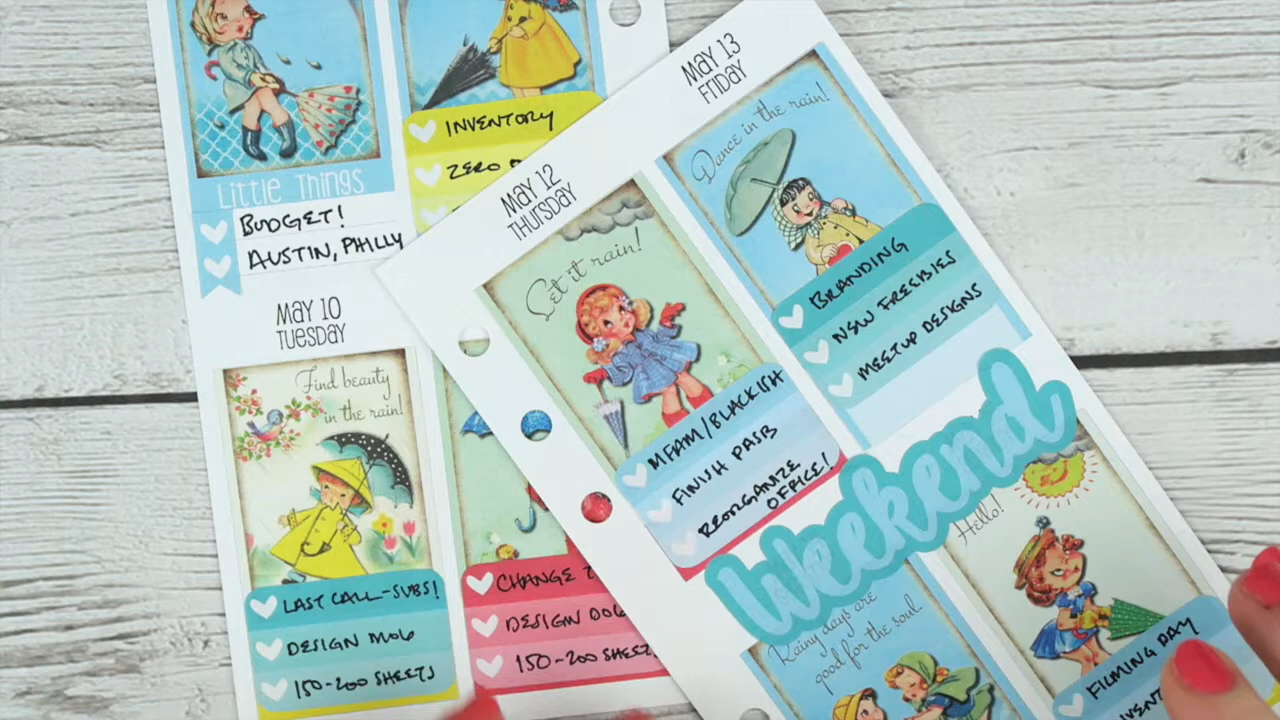 INVENTORY
ZERO
Little Things
BUDGET!
AUSTIN, PHILLY
MAY 10
TUESDAY
Find beauty
in the rain!
LAST CALL-SUBS!
DESIGN MOG
150-200 SHEETS
CHANGE
DESIGN
150-200 SHEETS
MAY 12
THURSDAY
Let it rain!
MFAM/BLACKISH
FINISH PASB
REORGANIZE
OFFICE!
MAY 13
FRIDAY
Dance in the rain!
BRANDING
NEW FREEBIES
MEETUP DESIGNS
Weekend
Rainy days are
good for the soul
Hello!
FILMING DAY